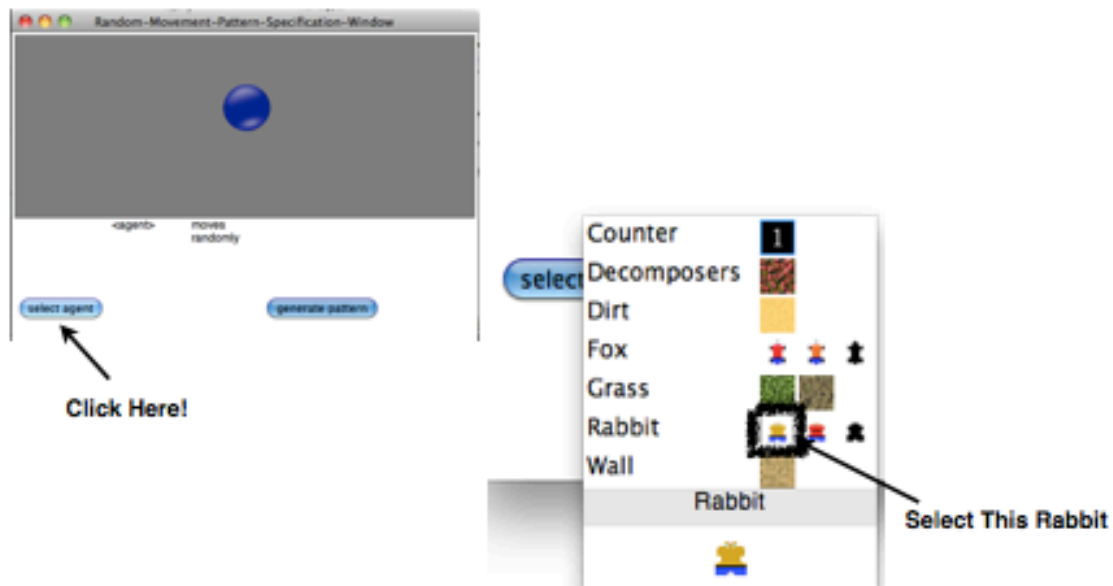 Random-Movement-Pattern-Specification-Window
<agent>
moves
randomly
select agent
generate pattern
Click Here!
select
Counter
1
Decomposers
Dirt
Fox
Grass
Rabbit
Wall
Rabbit
Select This Rabbit